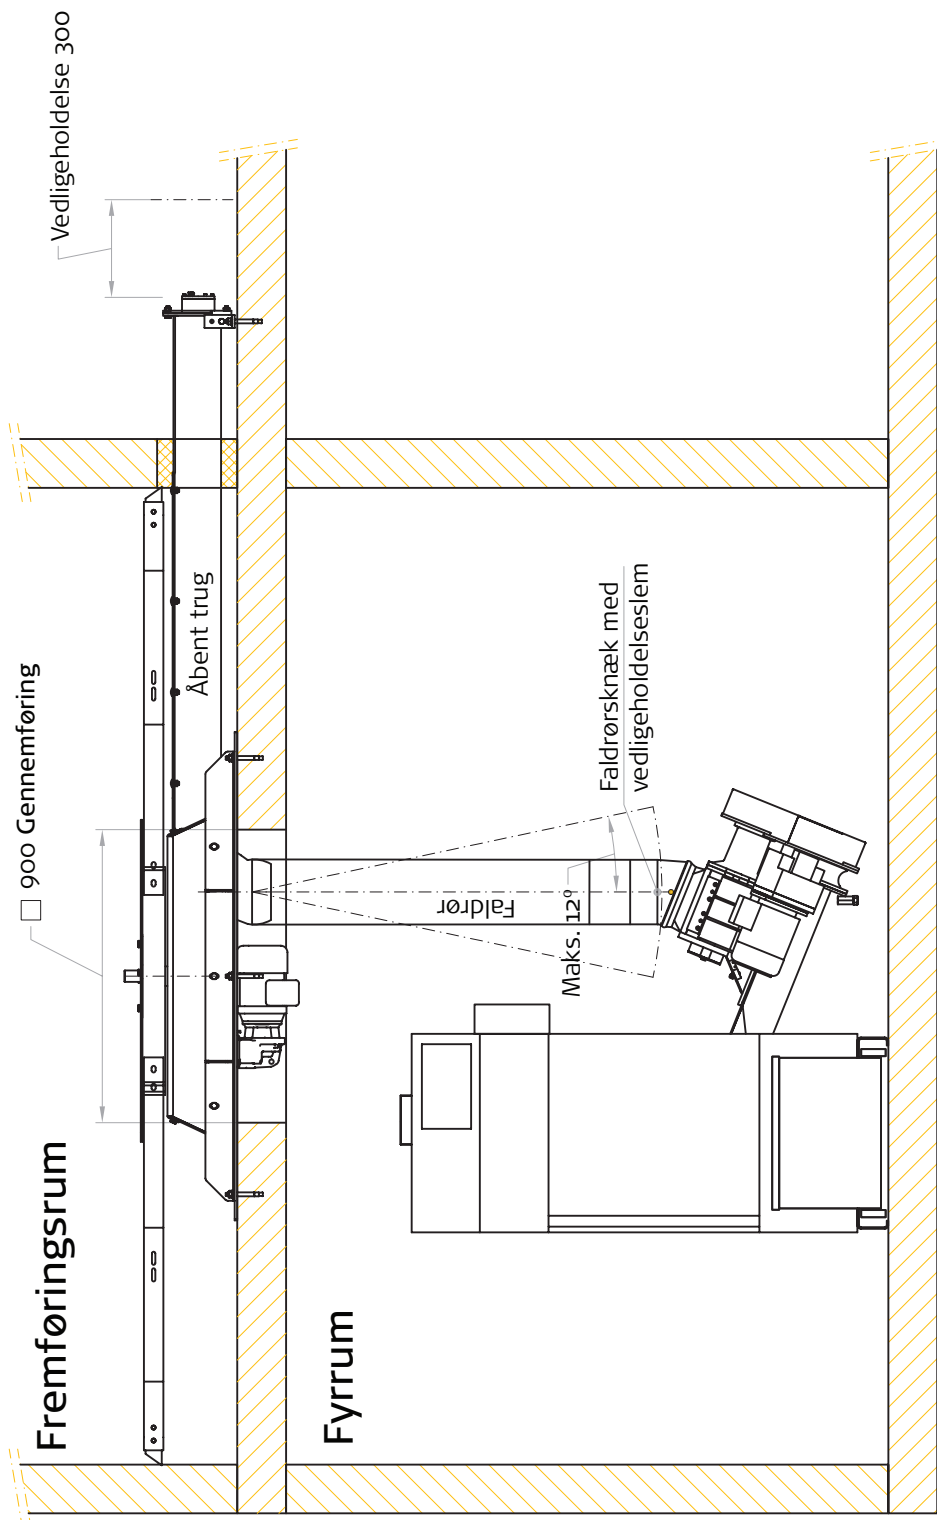 Fremføringsrum
□ 900 Gennemføring
Vedligeholdelse 300
Åbent trug
Fyrrum
Faldrør
Maks. 12°
Faldrørsknæk med
vedligeholdelseslem